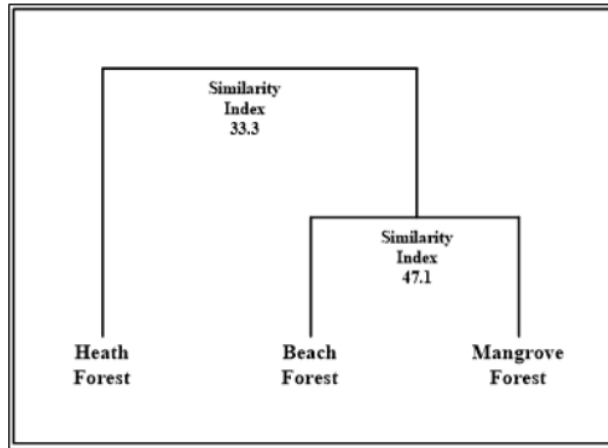 Similarity
Index
33.3
Similarity
Index
47.1
Heath
Forest
Beach
Forest
Mangrove
Forest